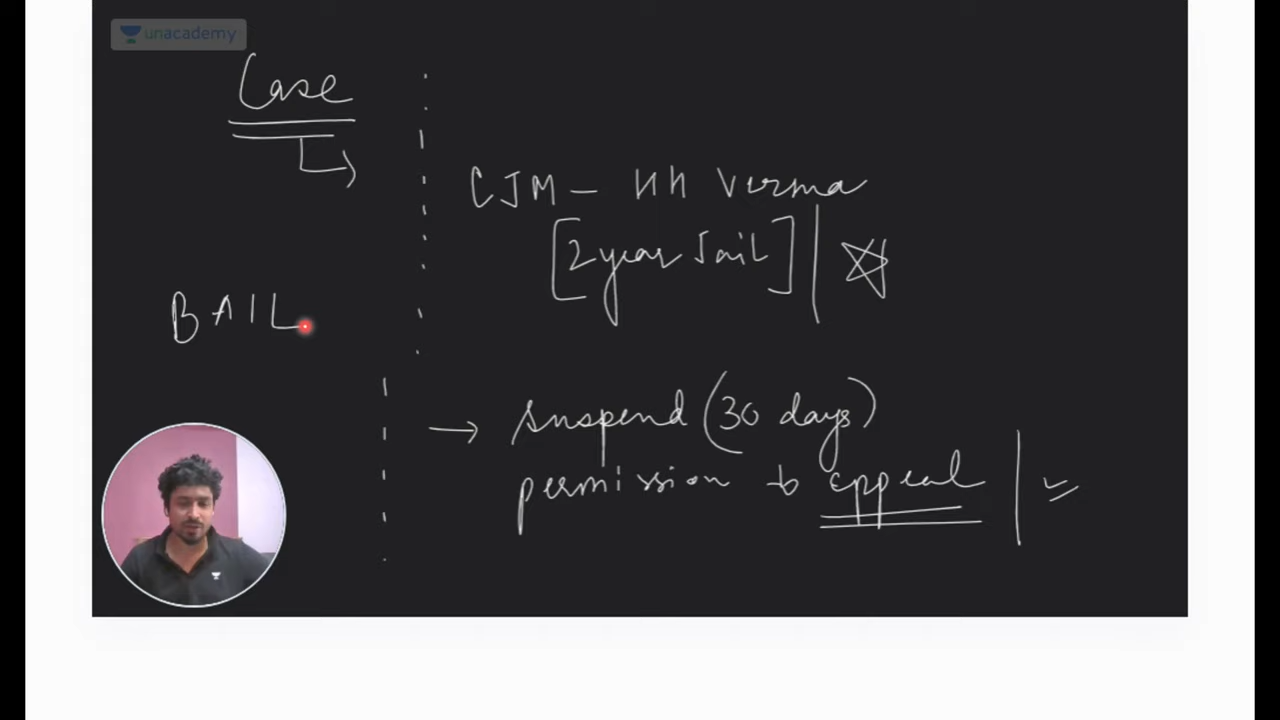 unacademy
Case
CJM - HH Verma
[2 year Jail]
BAIL
→ suspend (30 days)
permission to appeal